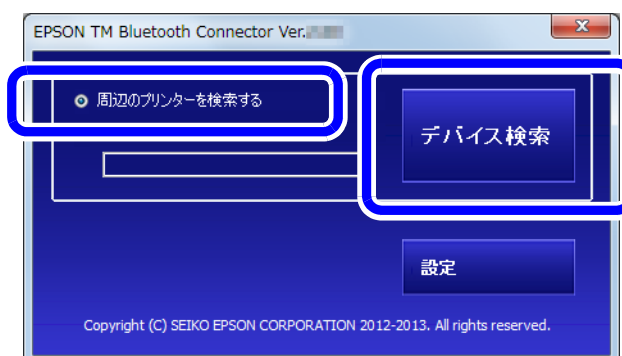 EPSON TM Bluetooth Connector Ver.
周辺のプリンターを検索する
デバイス検索
設定
Copyright (C) SEIKO EPSON CORPORATION 2012-2013. All rights reserved.